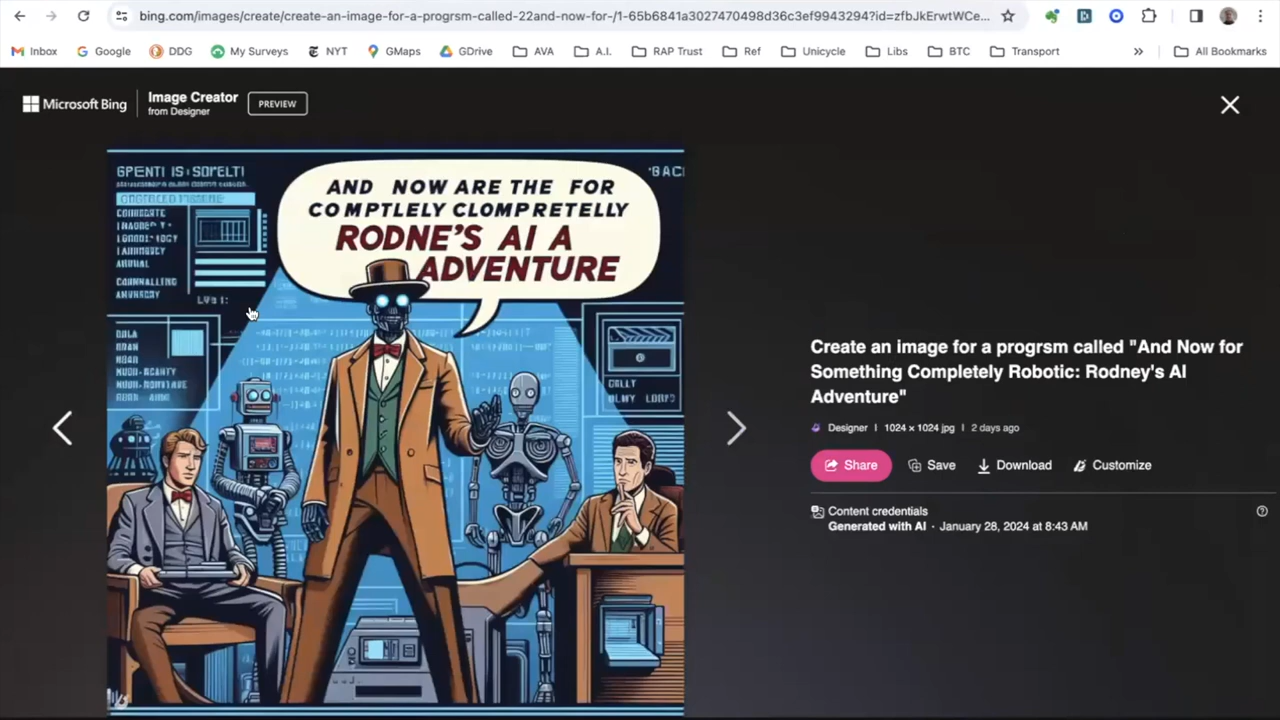 bing.com/images/create/create-an-image-for-a-progrsm-called-22and-now-for-/1-65b6841a3027470498d36c3ef9943294?id=zfbJkErwtWCe...
Inbox Google DDG My Surveys NYT GMaps GDrive AVA A.I. RAP Trust Ref Unicycle Libs BTC Transport » All Bookmarks
Microsoft Bing Image Creator from Designer PREVIEW
GPENTI IS SOPELTI
AND NOW ARE THE FOR
COMPTLELY CLOMPRETELLY
RODNE'S AI A
ADVENTURE
Create an image for a progrsm called "And Now for
Something Completely Robotic: Rodney's AI
Adventure"
Designer | 1024 × 1024 jpg | 2 days ago
Share Save Download Customize
Content credentials
Generated with AI · January 28, 2024 at 8:43 AM